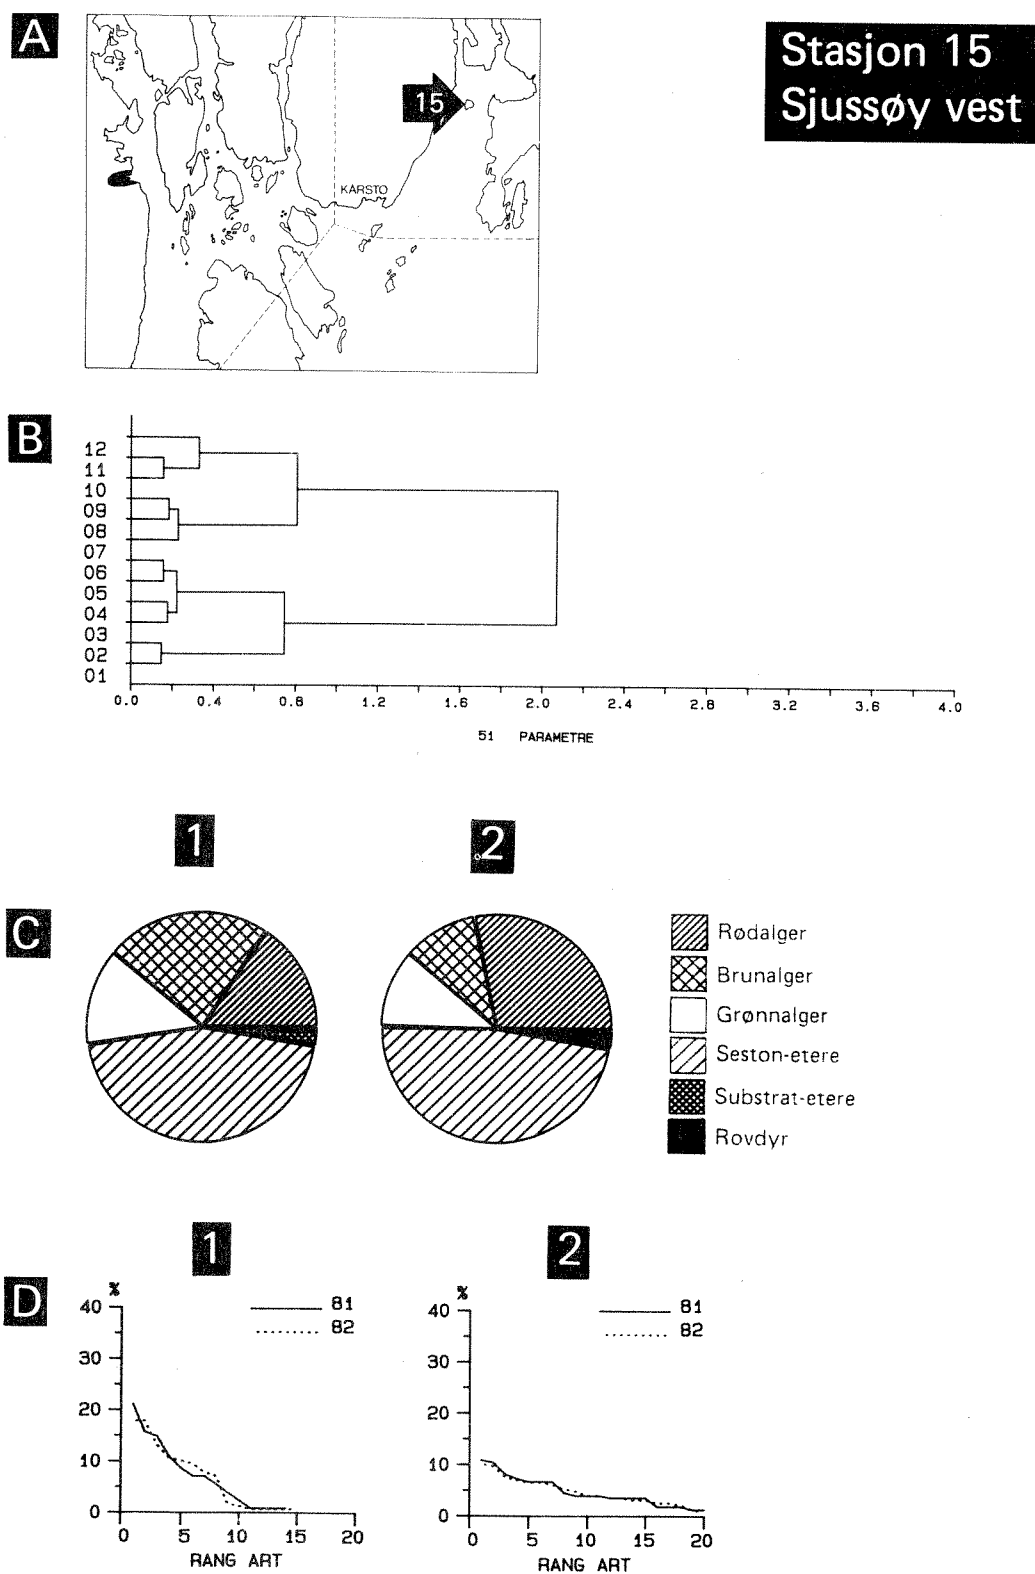 A
Stasjon 15
Sjussøy vest
15
KARSTO
B
12
11
10
09
08
07
06
05
04
03
02
01
0.0 0.4 0.8 1.2 1.6 2.0 2.4 2.8 3.2 3.6 4.0
51 PARAMETRE
1 2
C
Rødalger
Brunalger
Grønnalger
Seston-etere
Substrat-etere
Rovdyr
1 2
D
%
40
30
20
10
0
0 5 10 15 20
RANG ART
81
82
%
40
30
20
10
0
0 5 10 15 20
RANG ART
81
82